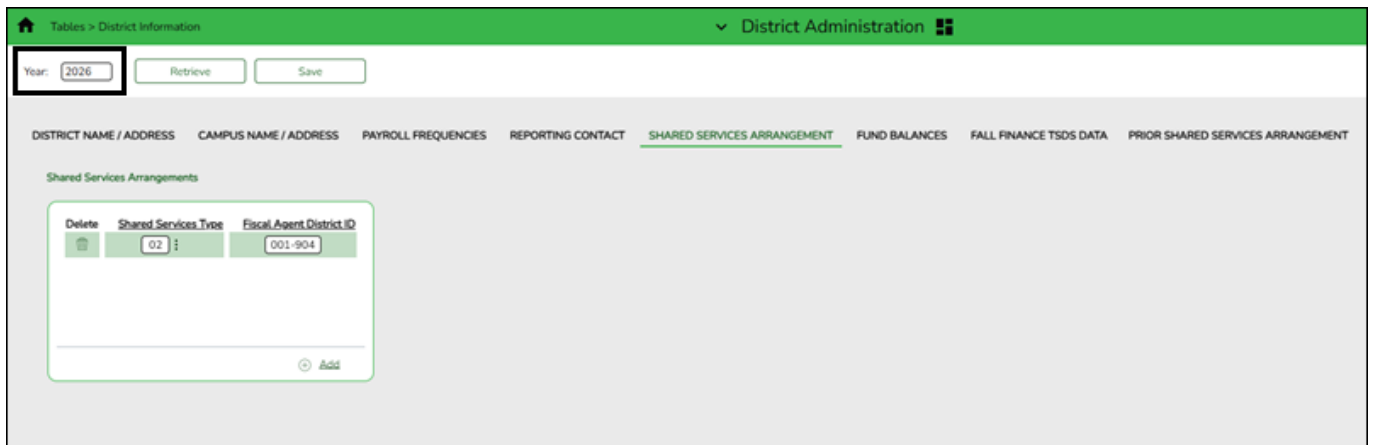 Tables > District Information
District Administration
Year: 2026 Retrieve Save
DISTRICT NAME / ADDRESS CAMPUS NAME / ADDRESS PAYROLL FREQUENCIES REPORTING CONTACT SHARED SERVICES ARRANGEMENT FUND BALANCES FALL FINANCE TSDS DATA PRIOR SHARED SERVICES ARRANGEMENT
Shared Services Arrangements
Delete Shared Services Type Fiscal Agent District ID
02 001-904
Add